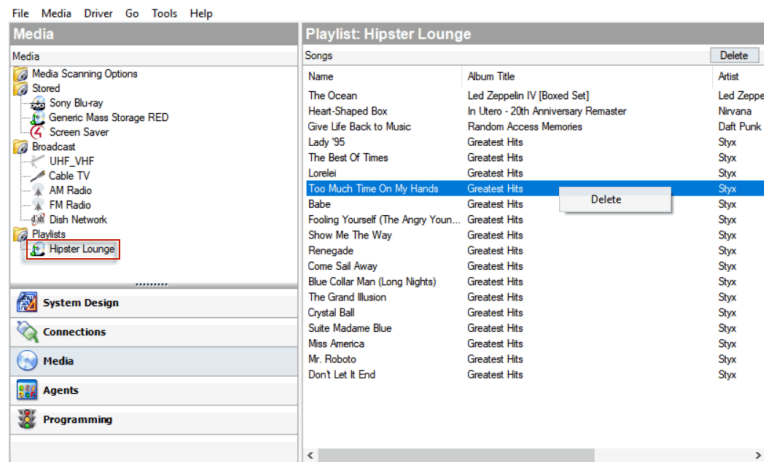 File Media Driver Go Tools Help
Media
Media
Media Scanning Options
Stored
Sony Blu-ray
Generic Mass Storage RED
Screen Saver
Broadcast
UHF_VHF
Cable TV
AM Radio
FM Radio
dish Dish Network
Playlists
Hipster Lounge
System Design
Connections
Media
Agents
Programming
Playlist: Hipster Lounge
Songs Delete
Name Album Title Artist
The Ocean Led Zeppelin IV [Boxed Set] Led Zeppe
Heart-Shaped Box In Utero - 20th Anniversary Remaster Nirvana
Give Life Back to Music Random Access Memories Daft Punk
Lady '95 Greatest Hits Styx
The Best Of Times Greatest Hits Styx
Lorelei Greatest Hits Styx
Too Much Time On My Hands Greatest Hits Delete Styx
Babe Greatest Hits Styx
Fooling Yourself (The Angry Youn... Greatest Hits Styx
Show Me The Way Greatest Hits Styx
Renegade Greatest Hits Styx
Come Sail Away Greatest Hits Styx
Blue Collar Man (Long Nights) Greatest Hits Styx
The Grand Illusion Greatest Hits Styx
Crystal Ball Greatest Hits Styx
Suite Madame Blue Greatest Hits Styx
Miss America Greatest Hits Styx
Mr. Roboto Greatest Hits Styx
Don't Let It End Greatest Hits Styx